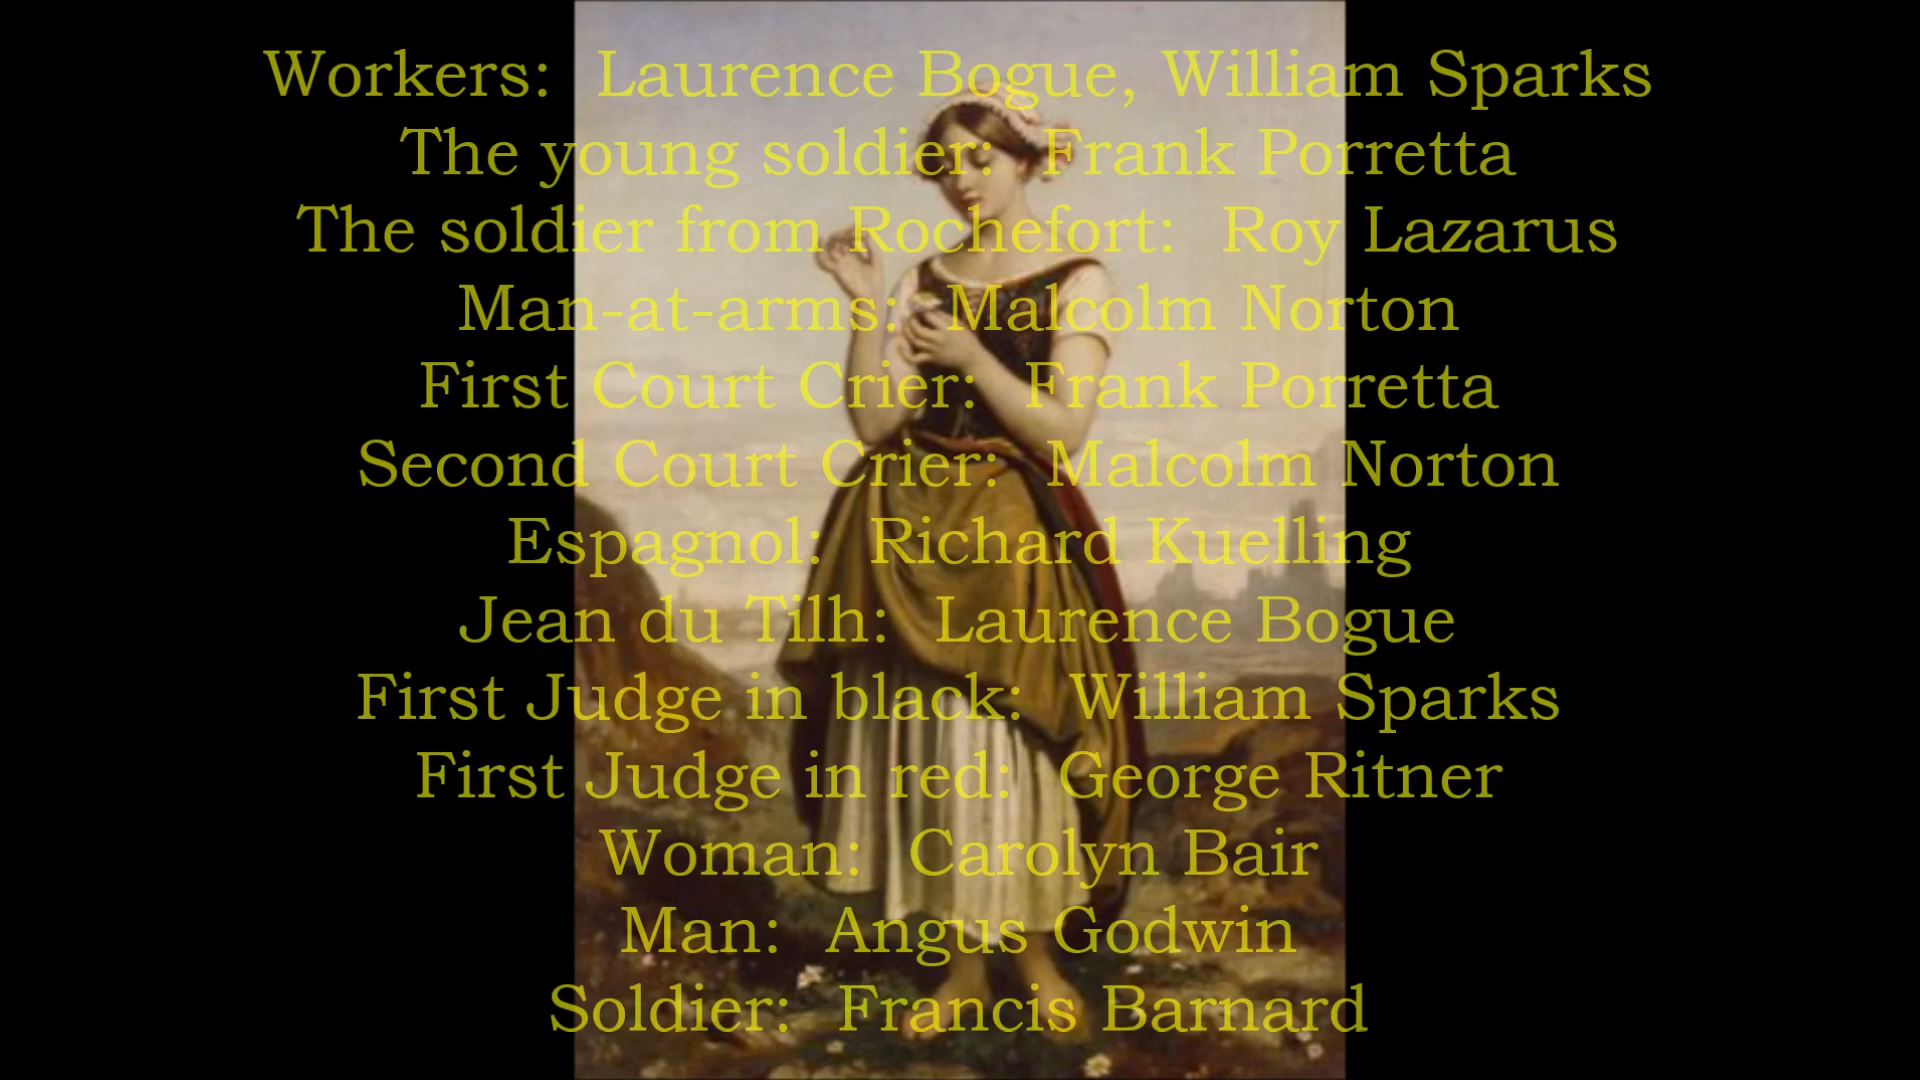 Workers:  Laurence Bogue, William Sparks
The young soldier:  Frank Porretta
The soldier from Rochefort:  Roy Lazarus
Man-at-arms:  Malcolm Norton
First Court Crier:  Frank Porretta
Second Court Crier:  Malcolm Norton
Espagnol:  Richard Kuelling
Jean du Tilh:  Laurence Bogue
First Judge in black:  William Sparks
First Judge in red:  George Ritner
Woman:  Carolyn Bair
Man:  Angus Godwin
Soldier:  Francis Barnard